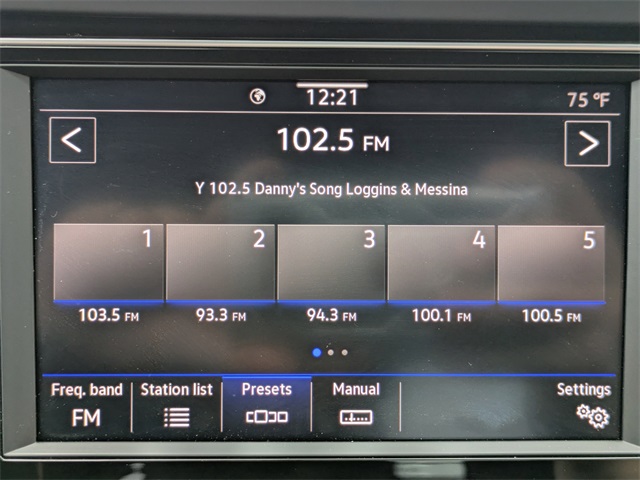 12:21
75 °F
102.5 FM
Y 102.5 Danny's Song Loggins & Messina
1 2 3 4 5
103.5 FM 93.3 FM 94.3 FM 100.1 FM 100.5 FM
Freq. band Station list Presets Manual Settings
FM